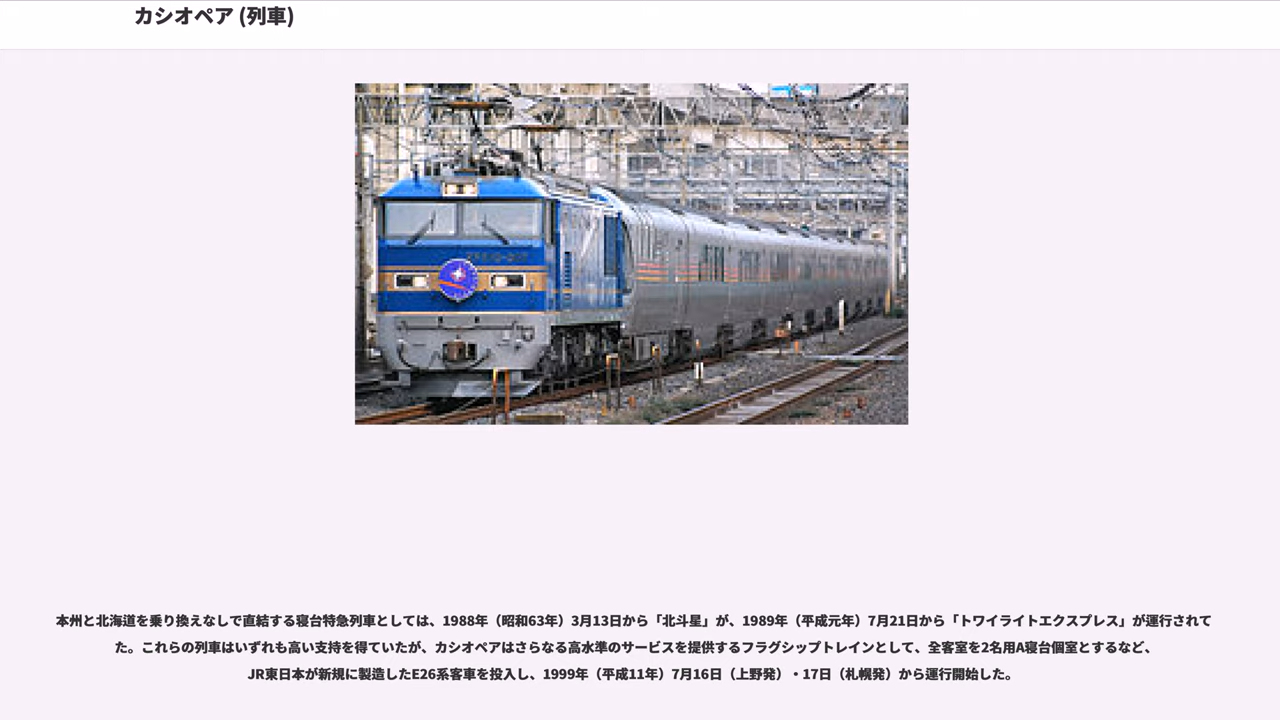 カシオペア (列車)
本州と北海道を乗り換えなしで直結する寝台特急列車としては、1988年（昭和63年）3月13日から「北斗星」が、1989年（平成元年）7月21日から「トワイライトエクスプレス」が運行されて
た。これらの列車はいずれも高い支持を得ていたが、カシオペアはさらなる高水準のサービスを提供するフラグシップトレインとして、全客室を2名用A寝台個室とするなど、
JR東日本が新規に製造したE26系客車を投入し、1999年（平成11年）7月16日（上野発）・17日（札幌発）から運行開始した。